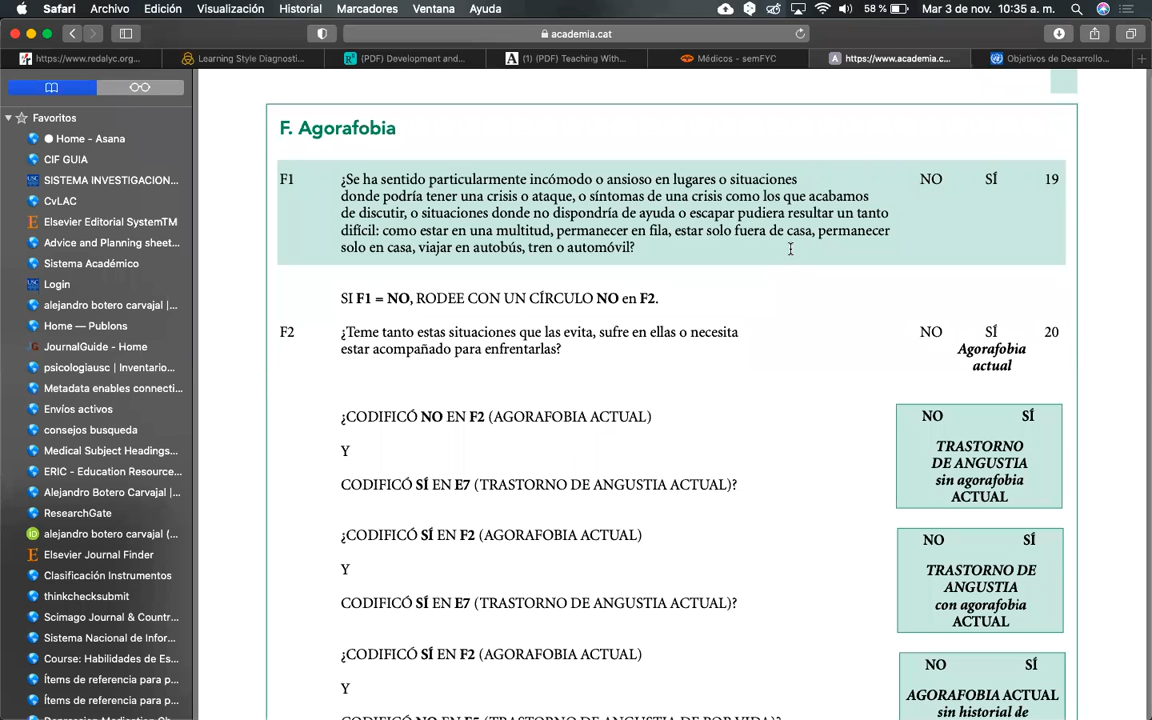 Safari Archivo Edición Visualización Historial Marcadores Ventana Ayuda 58 % Mar 3 de nov. 10:35 a. m.
academia.cat
https://www.redalyc.org... Learning Style Diagnosti... (PDF) Development and... (1) (PDF) Teaching With... Médicos - semFYC https://www.academia.c... Objetivos de Desarrollo...
Favoritos
Home - Asana
CIF GUIA
SISTEMA INVESTIGACION...
CvLAC
Elsevier Editorial SystemTM
Advice and Planning sheet...
Sistema Académico
Login
alejandro botero carvajal |...
Home — Publons
JournalGuide - Home
psicologiausc | Inventario...
Metadata enables connecti...
Envíos activos
consejos busqueda
Medical Subject Headings...
ERIC - Education Resource...
Alejandro Botero Carvajal |...
ResearchGate
alejandro botero carvajal (...
Elsevier Journal Finder
Clasificación Instrumentos
thinkchecksubmit
Scimago Journal & Countr...
Sistema Nacional de Infor...
Course: Habilidades de Es...
Ítems de referencia para p...
Ítems de referencia para p...
F. Agorafobia
F1 ¿Se ha sentido particularmente incómodo o ansioso en lugares o situaciones NO SÍ 19
donde podría tener una crisis o ataque, o síntomas de una crisis como los que acabamos
de discutir, o situaciones donde no dispondría de ayuda o escapar pudiera resultar un tanto
difícil: como estar en una multitud, permanecer en fila, estar solo fuera de casa, permanecer
solo en casa, viajar en autobús, tren o automóvil?
SI F1 = NO, RODEE CON UN CÍRCULO NO en F2.
F2 ¿Teme tanto estas situaciones que las evita, sufre en ellas o necesita NO SÍ 20
estar acompañado para enfrentarlas? Agorafobia
actual
¿CODIFICÓ NO EN F2 (AGORAFOBIA ACTUAL)
Y
CODIFICÓ SÍ EN E7 (TRASTORNO DE ANGUSTIA ACTUAL)?
NO SÍ
TRASTORNO
DE ANGUSTIA
sin agorafobia
ACTUAL
¿CODIFICÓ SÍ EN F2 (AGORAFOBIA ACTUAL)
Y
CODIFICÓ SÍ EN E7 (TRASTORNO DE ANGUSTIA ACTUAL)?
NO SÍ
TRASTORNO DE
ANGUSTIA
con agorafobia
ACTUAL
¿CODIFICÓ SÍ EN F2 (AGORAFOBIA ACTUAL)
Y
CODIFICÓ NO EN E5 (TRASTORNO DE ANGUSTIA DE POR VIDA)?
NO SÍ
AGORAFOBIA ACTUAL
sin historial de